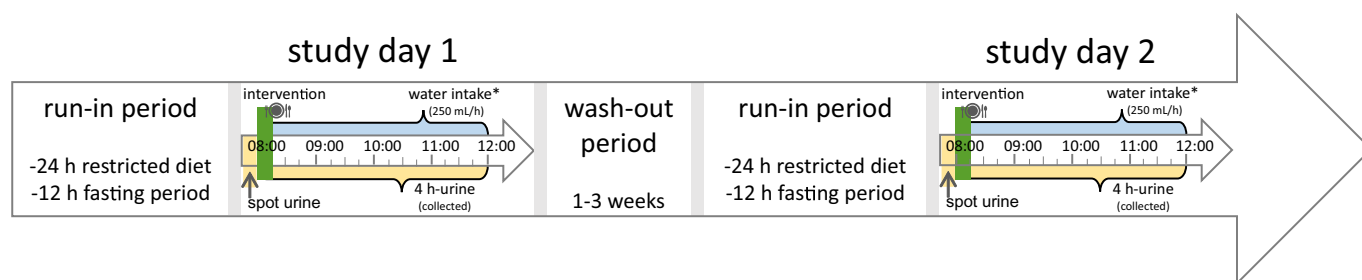 study day 1
study day 2
run-in period
-24 h restricted diet
-12 h fasting period
intervention
water intake*
(250 mL/h)
08:00 09:00 10:00 11:00 12:00
spot urine
4 h-urine
(collected)
wash-out
period
1-3 weeks
run-in period
-24 h restricted diet
-12 h fasting period
intervention
water intake*
(250 mL/h)
08:00 09:00 10:00 11:00 12:00
spot urine
4 h-urine
(collected)